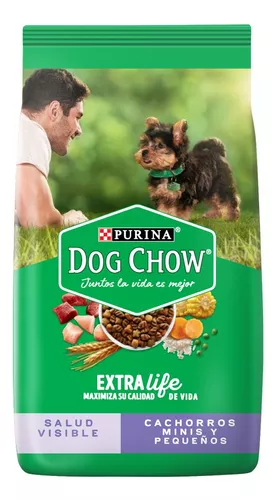 PURINA®
DOG CHOW®
Juntos la vida es mejor
EXTRA life
MAXIMIZA SU CALIDAD DE VIDA
SALUD VISIBLE
CACHORROS
MINIS Y
PEQUEÑOS